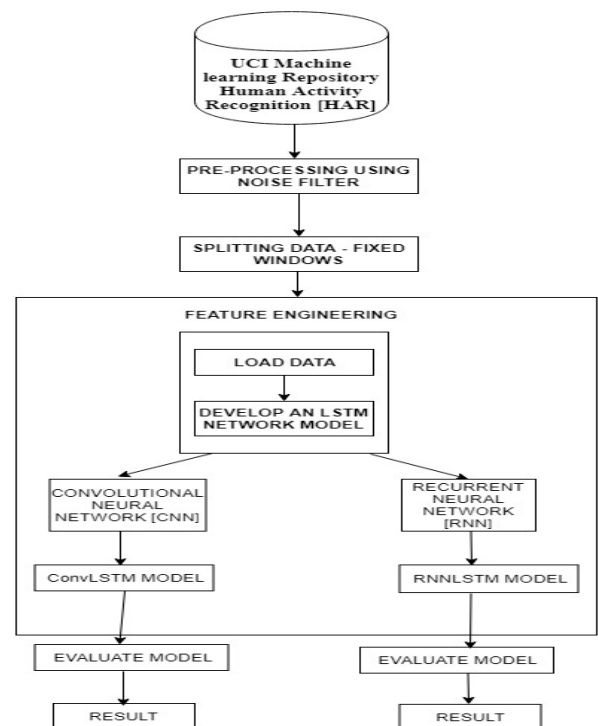 UCI Machine
learning Repository
Human Activity
Recognition [HAR]
PRE-PROCESSING USING
NOISE FILTER
SPLITTING DATA - FIXED
WINDOWS
FEATURE ENGINEERING
LOAD DATA
DEVELOP AN LSTM
NETWORK MODEL
CONVOLUTIONAL
NEURAL
NETWORK [CNN]
RECURRENT
NEURAL
NETWORK
[RNN]
ConvLSTM MODEL
RNNLSTM MODEL
EVALUATE MODEL
EVALUATE MODEL
RESULT
RESULT